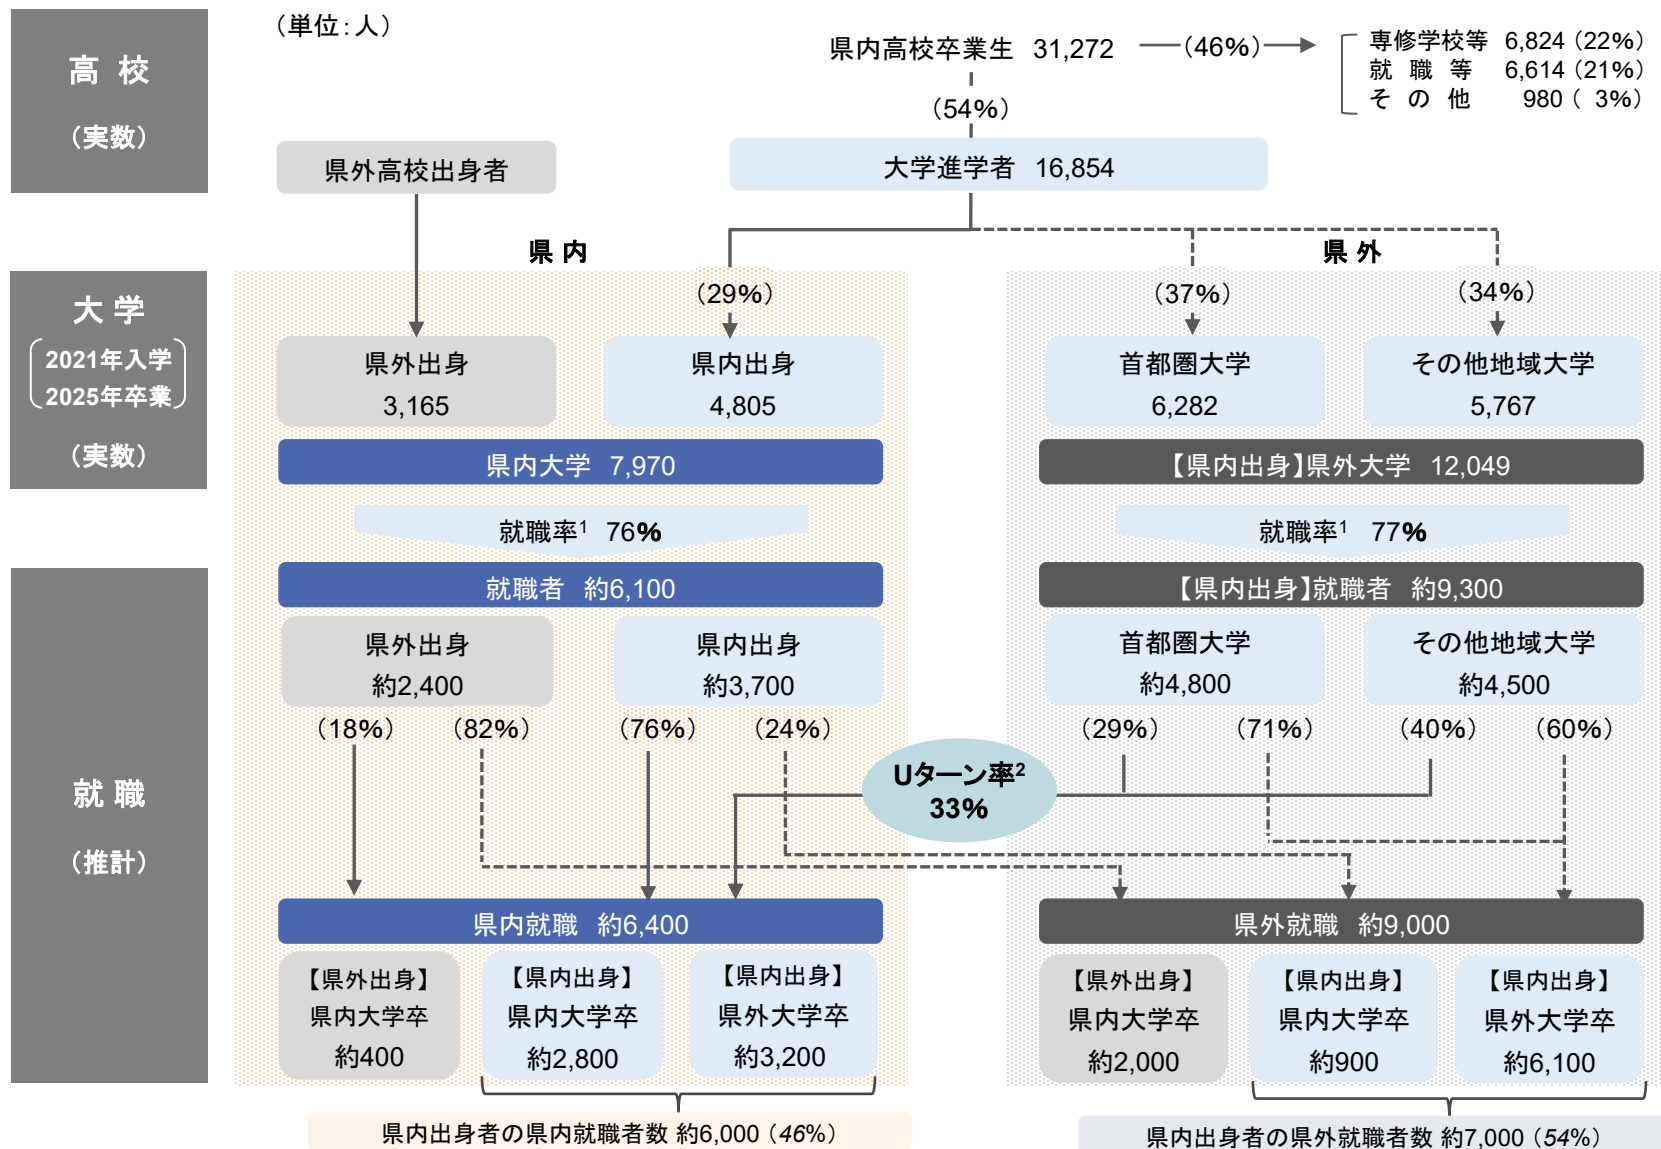 （単位：人）
高 校
（実数）
県内高校卒業生 31,272
（46%）
専修学校等 6,824（22%）
就 職 等 6,614（21%）
そ の 他 980（ 3%）
（54%）
県外高校出身者
大学進学者 16,854
県 内
県 外
大 学
2021年入学
2025年卒業
（実数）
（29%）
（37%）
（34%）
県外出身
3,165
県内出身
4,805
首都圏大学
6,282
その他地域大学
5,767
県内大学 7,970
【県内出身】県外大学 12,049
就職率1 76%
就職率1 77%
就 職
（推計）
就職者 約6,100
【県内出身】就職者 約9,300
県外出身
約2,400
県内出身
約3,700
首都圏大学
約4,800
その他地域大学
約4,500
（18%）
（82%）
（76%）
（24%）
（29%）
（71%）
（40%）
（60%）
Uターン率2
33%
県内就職 約6,400
県外就職 約9,000
【県外出身】
県内大学卒
約400
【県内出身】
県内大学卒
約2,800
【県内出身】
県外大学卒
約3,200
【県外出身】
県内大学卒
約2,000
【県内出身】
県内大学卒
約900
【県内出身】
県外大学卒
約6,100
県内出身者の県内就職者数 約6,000（46%）
県内出身者の県外就職者数 約7,000（54%）